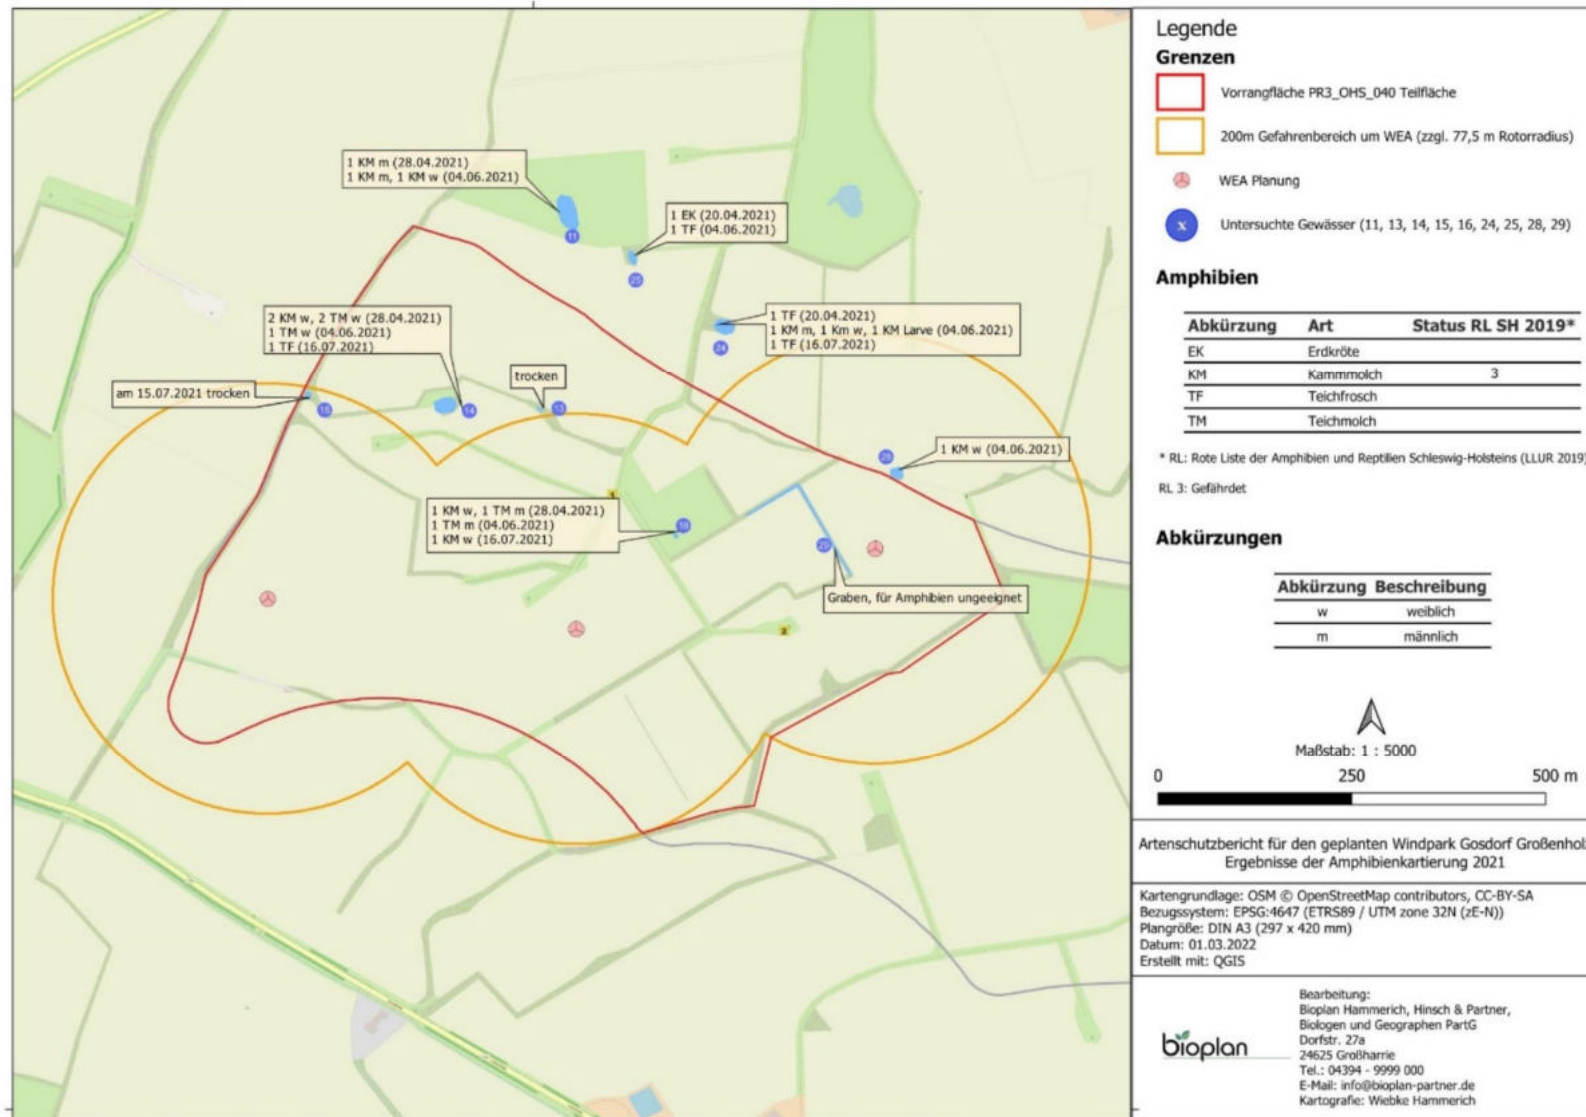 1 KM m (28.04.2021)
1 KM m, 1 KM w (04.06.2021)
11
1 EK (20.04.2021)
1 TF (04.06.2021)
25
2 KM w, 2 TM w (28.04.2021)
1 TM w (04.06.2021)
1 TF (16.07.2021)
1 TF (20.04.2021)
1 KM m, 1 Km w, 1 KM Larve (04.06.2021)
1 TF (16.07.2021)
24
trocken
am 15.07.2021 trocken
14
13
1 KM w (04.06.2021)
1
1 KM w, 1 TM m (28.04.2021)
1 TM m (04.06.2021)
1 KM w (16.07.2021)
Graben, für Amphibien ungeeignet
2
Legende
Grenzen
Vorrangfläche PR3_OHS_040 Teilfläche
200m Gefahrenbereich um WEA (zzgl. 77,5 m Rotorradius)
WEA Planung
x
Untersuchte Gewässer (11, 13, 14, 15, 16, 24, 25, 28, 29)
Amphibien
Abkürzung Art Status RL SH 2019*
EK Erdkröte
KM Kammmolch 3
TF Teichfrosch
TM Teichmolch
* RL: Rote Liste der Amphibien und Reptilien Schleswig-Holsteins (LLUR 2019)
RL 3: Gefährdet
Abkürzungen
Abkürzung Beschreibung
w weiblich
m männlich
Maßstab: 1 : 5000
0 250 500 m
Artenschutzbericht für den geplanten Windpark Gosdorf Großenholz
Ergebnisse der Amphibienkartierung 2021
Kartengrundlage: OSM © OpenStreetMap contributors, CC-BY-SA
Bezugssystem: EPSG:4647 (ETRS89 / UTM zone 32N (zE-N))
Plangröße: DIN A3 (297 x 420 mm)
Datum: 01.03.2022
Erstellt mit: QGIS
bioplan
Bearbeitung:
Bioplan Hammerich, Hinsch & Partner,
Biologen und Geographen PartG
Dorfstr. 27a
24625 Großharrie
Tel.: 04394 - 9999 000
E-Mail: info@bioplan-partner.de
Kartografie: Wiebke Hammerich